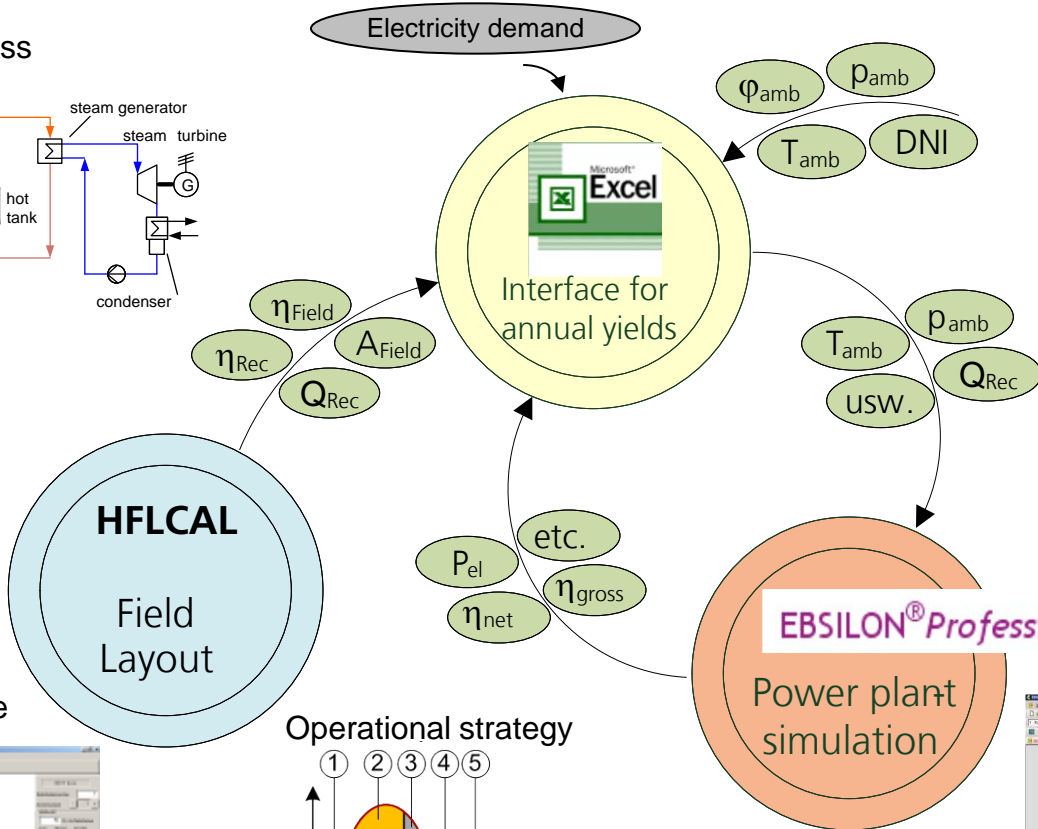 Electricity demand
ss
steam generator
steam turbine
G
hot
tank
condenser
φamb
pamb
Tamb
DNI
Microsoft®
Excel
Interface for
annual yields
ηField
AField
ηRec
QRec
pamb
Tamb
QRec
usw.
HFLCAL
Field
Layout
etc.
Pel
ηgross
ηnet
EBSILON®Profess
Power plant
simulation
e
Operational strategy
1 2 3 4 5